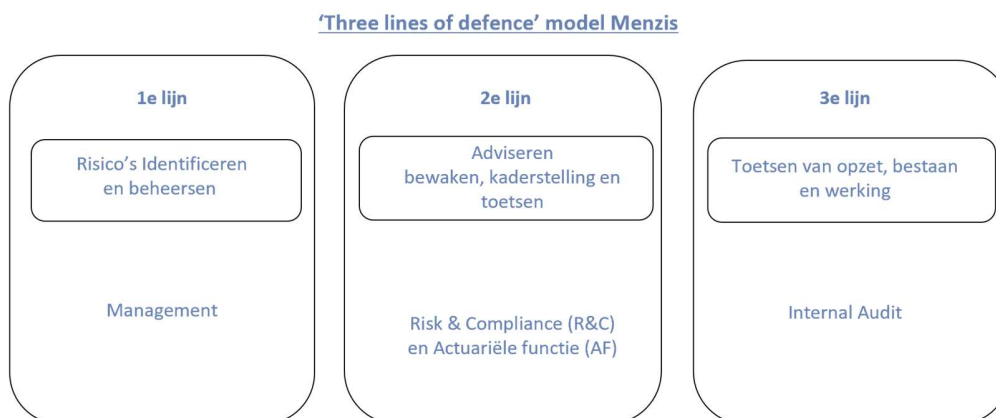 ‘Three lines of defence’ model Menzis
1e lijn
Risico’s Identificeren
en beheersen
Management
2e lijn
Adviseren
bewaken, kaderstelling en
toetsen
Risk & Compliance (R&C)
en Actuariële functie (AF)
3e lijn
Toetsen van opzet, bestaan
en werking
Internal Audit